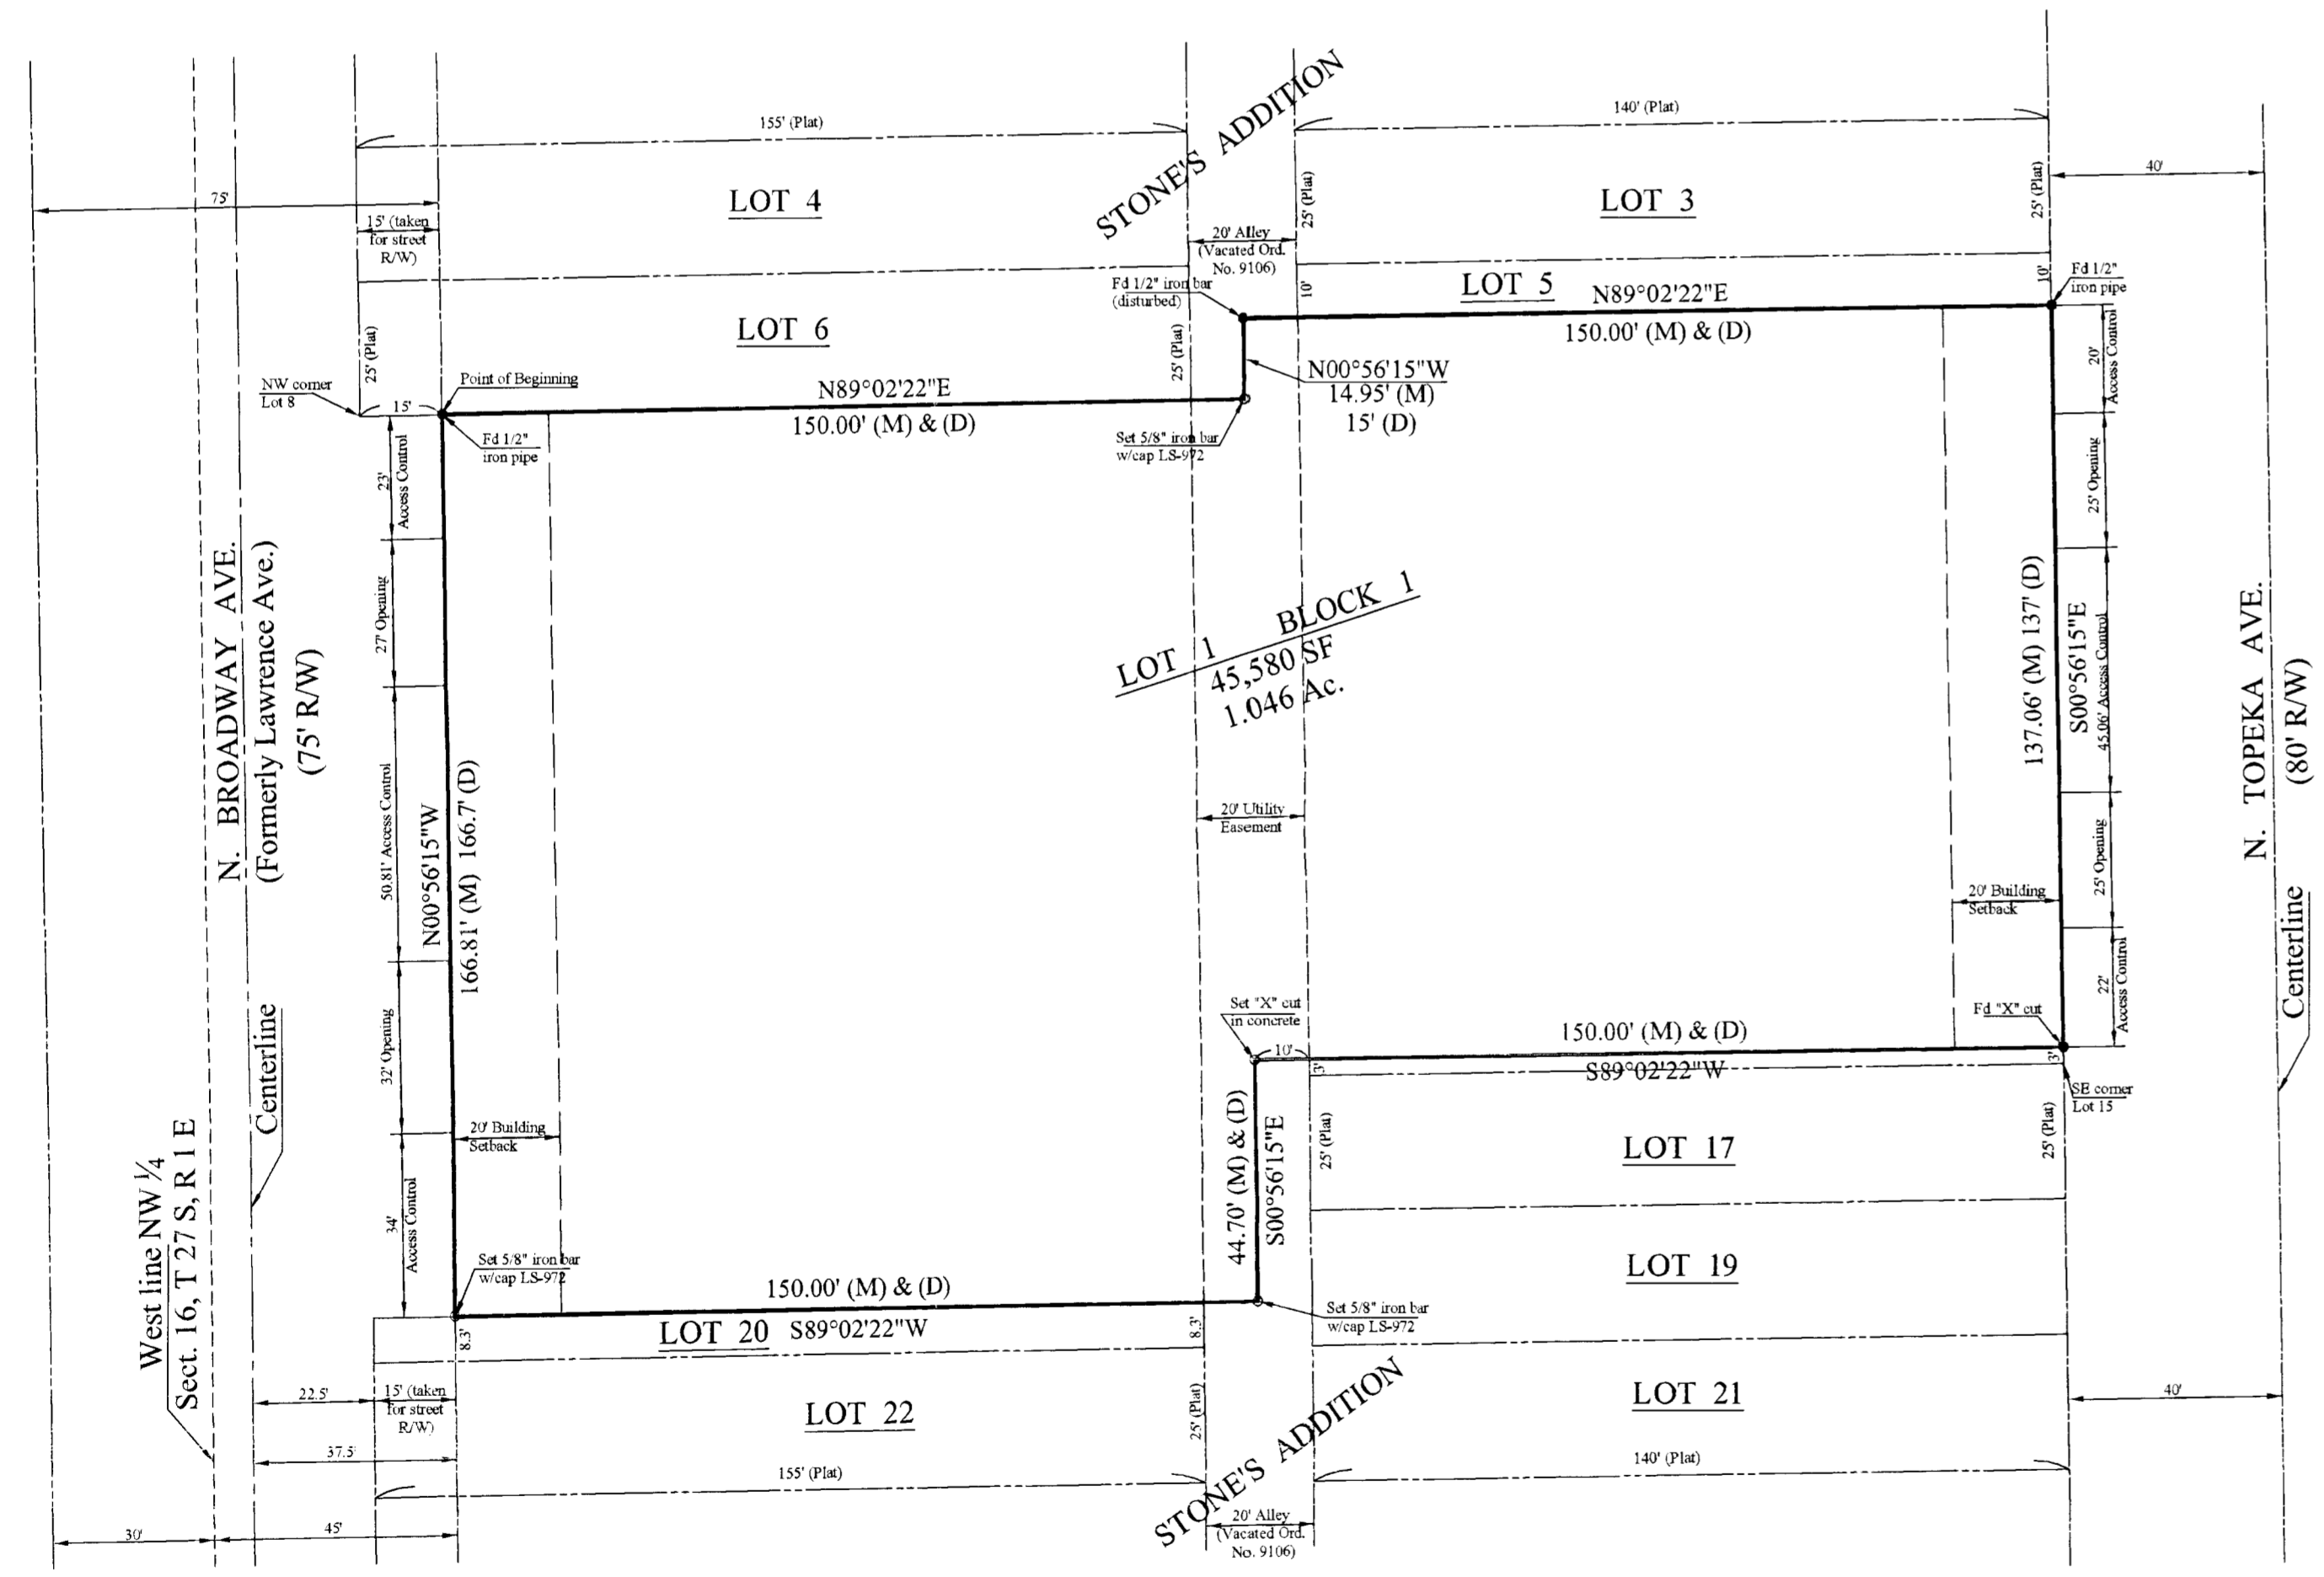 155' (Plat)
STONE'S ADDITION
140' (Plat)
75'
15' (taken
for street
R/W)
LOT 4
20' Alley
(Vacated Ord.
No. 9106)
25' (Plat)
LOT 3
25' (Plat)
40'
Fd 1/2" iron bar
(disturbed)
10'
LOT 5
N89°02'22"E
150.00' (M) & (D)
10'
Fd 1/2"
iron pipe
25' (Plat)
LOT 6
25' (Plat)
N00°56'15"W
14.95' (M)
15' (D)
20'
Access Control
NW corner
Lot 8
15'
Point of Beginning
N89°02'22"E
150.00' (M) & (D)
Fd 1/2"
iron pipe
Set 5/8" iron bar
w/cap LS-972
23'
Access Control
25' Opening
N. BROADWAY AVE.
(Formerly Lawrence Ave.)
(75' R/W)
27' Opening
LOT 1 BLOCK 1
45,580 SF
1.046 Ac.
137.06' (M) 137' (D)
S00°56'15"E
45.06' Access Control
N. TOPEKA AVE.
(80' R/W)
50.81' Access Control
N00°56'15"W
166.81' (M) 166.7' (D)
20' Utility
Easement
25' Opening
20' Building
Setback
22'
Access Control
Centerline
Centerline
32' Opening
Set "X" cut
in concrete
10'
150.00' (M) & (D)
S89°02'22"W
Fd "X" cut
3'
3'
SE corner
Lot 15
West line NW 1/4
Sect. 16, T 27 S, R 1 E
20' Building
Setback
44.70' (M) & (D)
S00°56'15"E
25' (Plat)
LOT 17
25' (Plat)
34'
Access Control
Set 5/8" iron bar
w/cap LS-972
150.00' (M) & (D)
LOT 19
8.3'
LOT 20 S89°02'22"W
8.3'
Set 5/8" iron bar
w/cap LS-972
22.5'
15' (taken
for street
R/W)
LOT 22
25' (Plat)
STONE'S ADDITION
LOT 21
40'
37.5'
155' (Plat)
140' (Plat)
30'
45'
20' Alley
(Vacated Ord.
No. 9106)